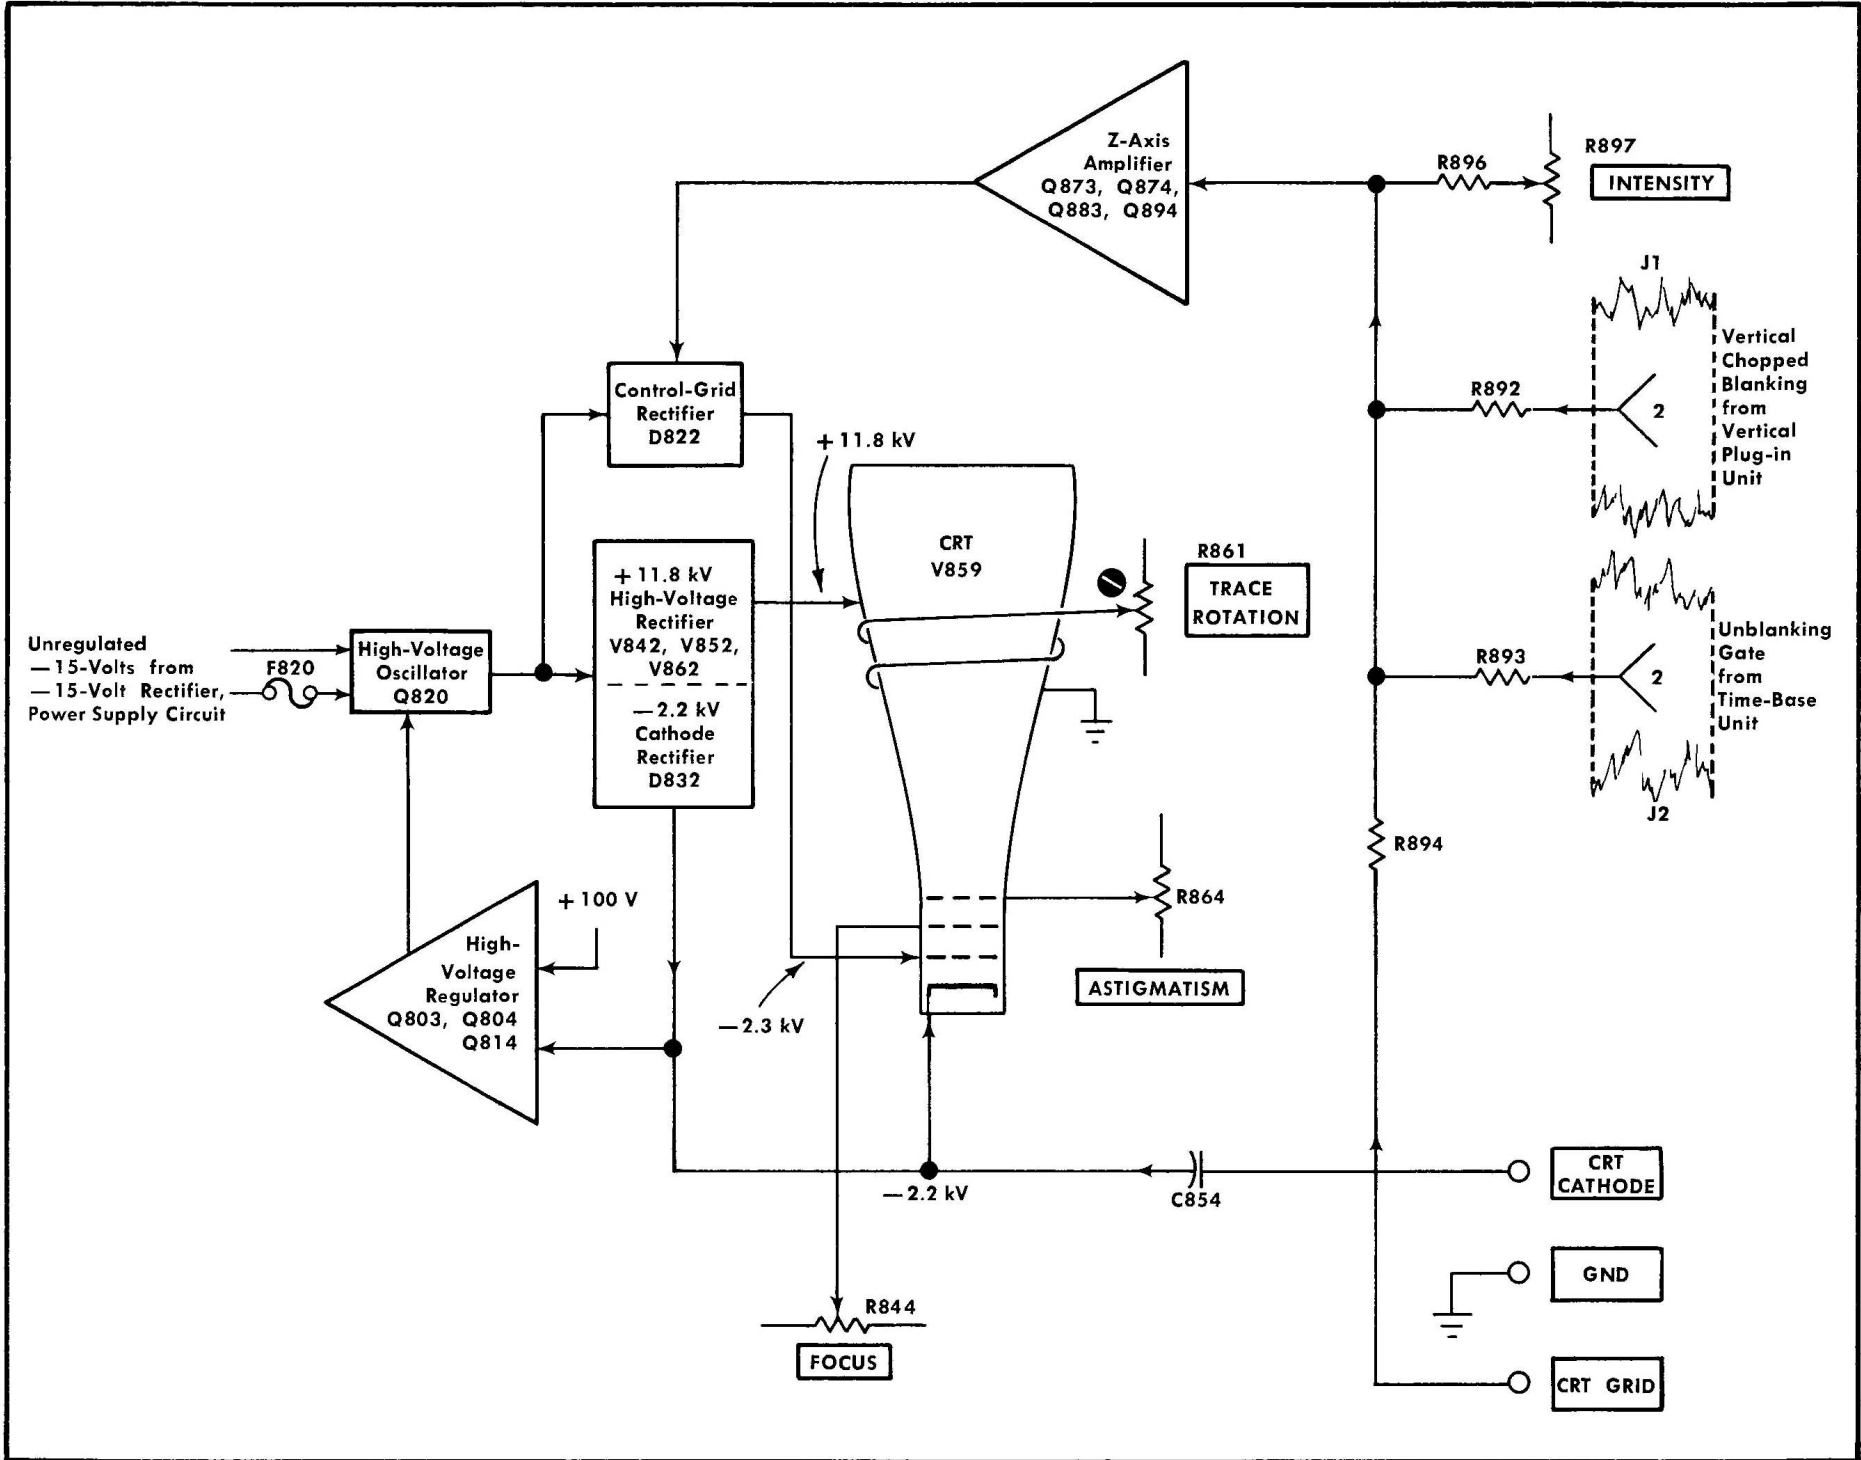 Z-Axis
Amplifier
Q873, Q874,
Q883, Q894
R896
R897
INTENSITY
J1
Vertical
Chopped
Blanking
from
Vertical
Plug-in
Unit
R892
2
Control-Grid
Rectifier
D822
+ 11.8 kV
CRT
V859
R861
TRACE
ROTATION
+ 11.8 kV
High-Voltage
Rectifier
V842, V852,
V862
— 2.2 kV
Cathode
Rectifier
D832
Unregulated
— 15-Volts from
— 15-Volt Rectifier,
Power Supply Circuit
F820
High-Voltage
Oscillator
Q820
R893
2
Unblanking
Gate
from
Time-Base
Unit
J2
R894
+ 100 V
High-
Voltage
Regulator
Q803, Q804
Q814
R864
ASTIGMATISM
— 2.3 kV
— 2.2 kV
C854
CRT
CATHODE
GND
R844
FOCUS
CRT GRID